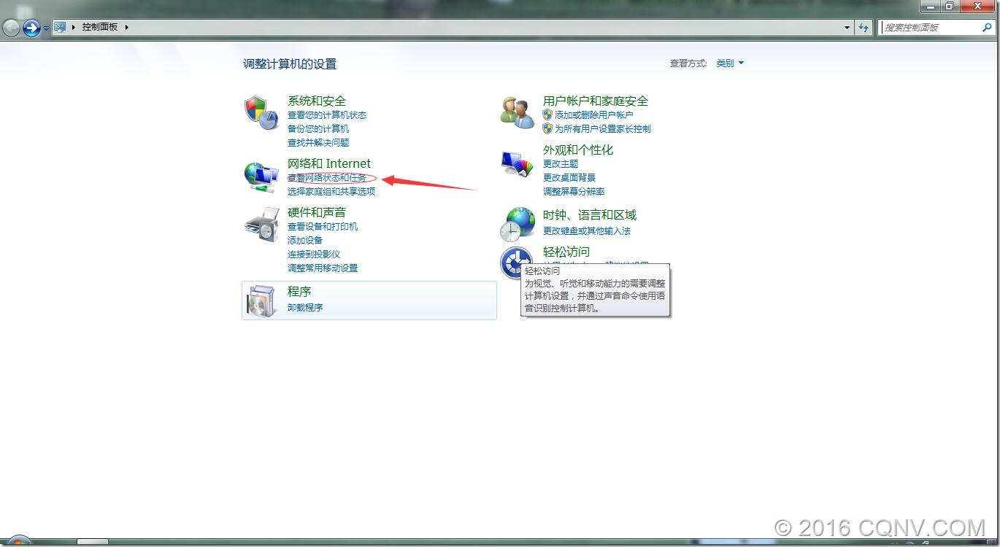 控制面板
搜索控制面板
调整计算机的设置
查看方式: 类别
系统和安全
查看您的计算机状态
备份您的计算机
查找并解决问题
网络和 Internet
查看网络状态和任务
选择家庭组和共享选项
硬件和声音
查看设备和打印机
添加设备
连接到投影仪
调整常用移动设置
程序
卸载程序
用户帐户和家庭安全
添加或删除用户帐户
为所有用户设置家长控制
外观和个性化
更改主题
更改桌面背景
调整屏幕分辨率
时钟、语言和区域
更改键盘或其他输入法
轻松访问
轻松访问
为视觉、听觉和移动能力的需要调整
计算机设置，并通过声音命令使用语
音识别控制计算机。
© 2016 CQNV.COM